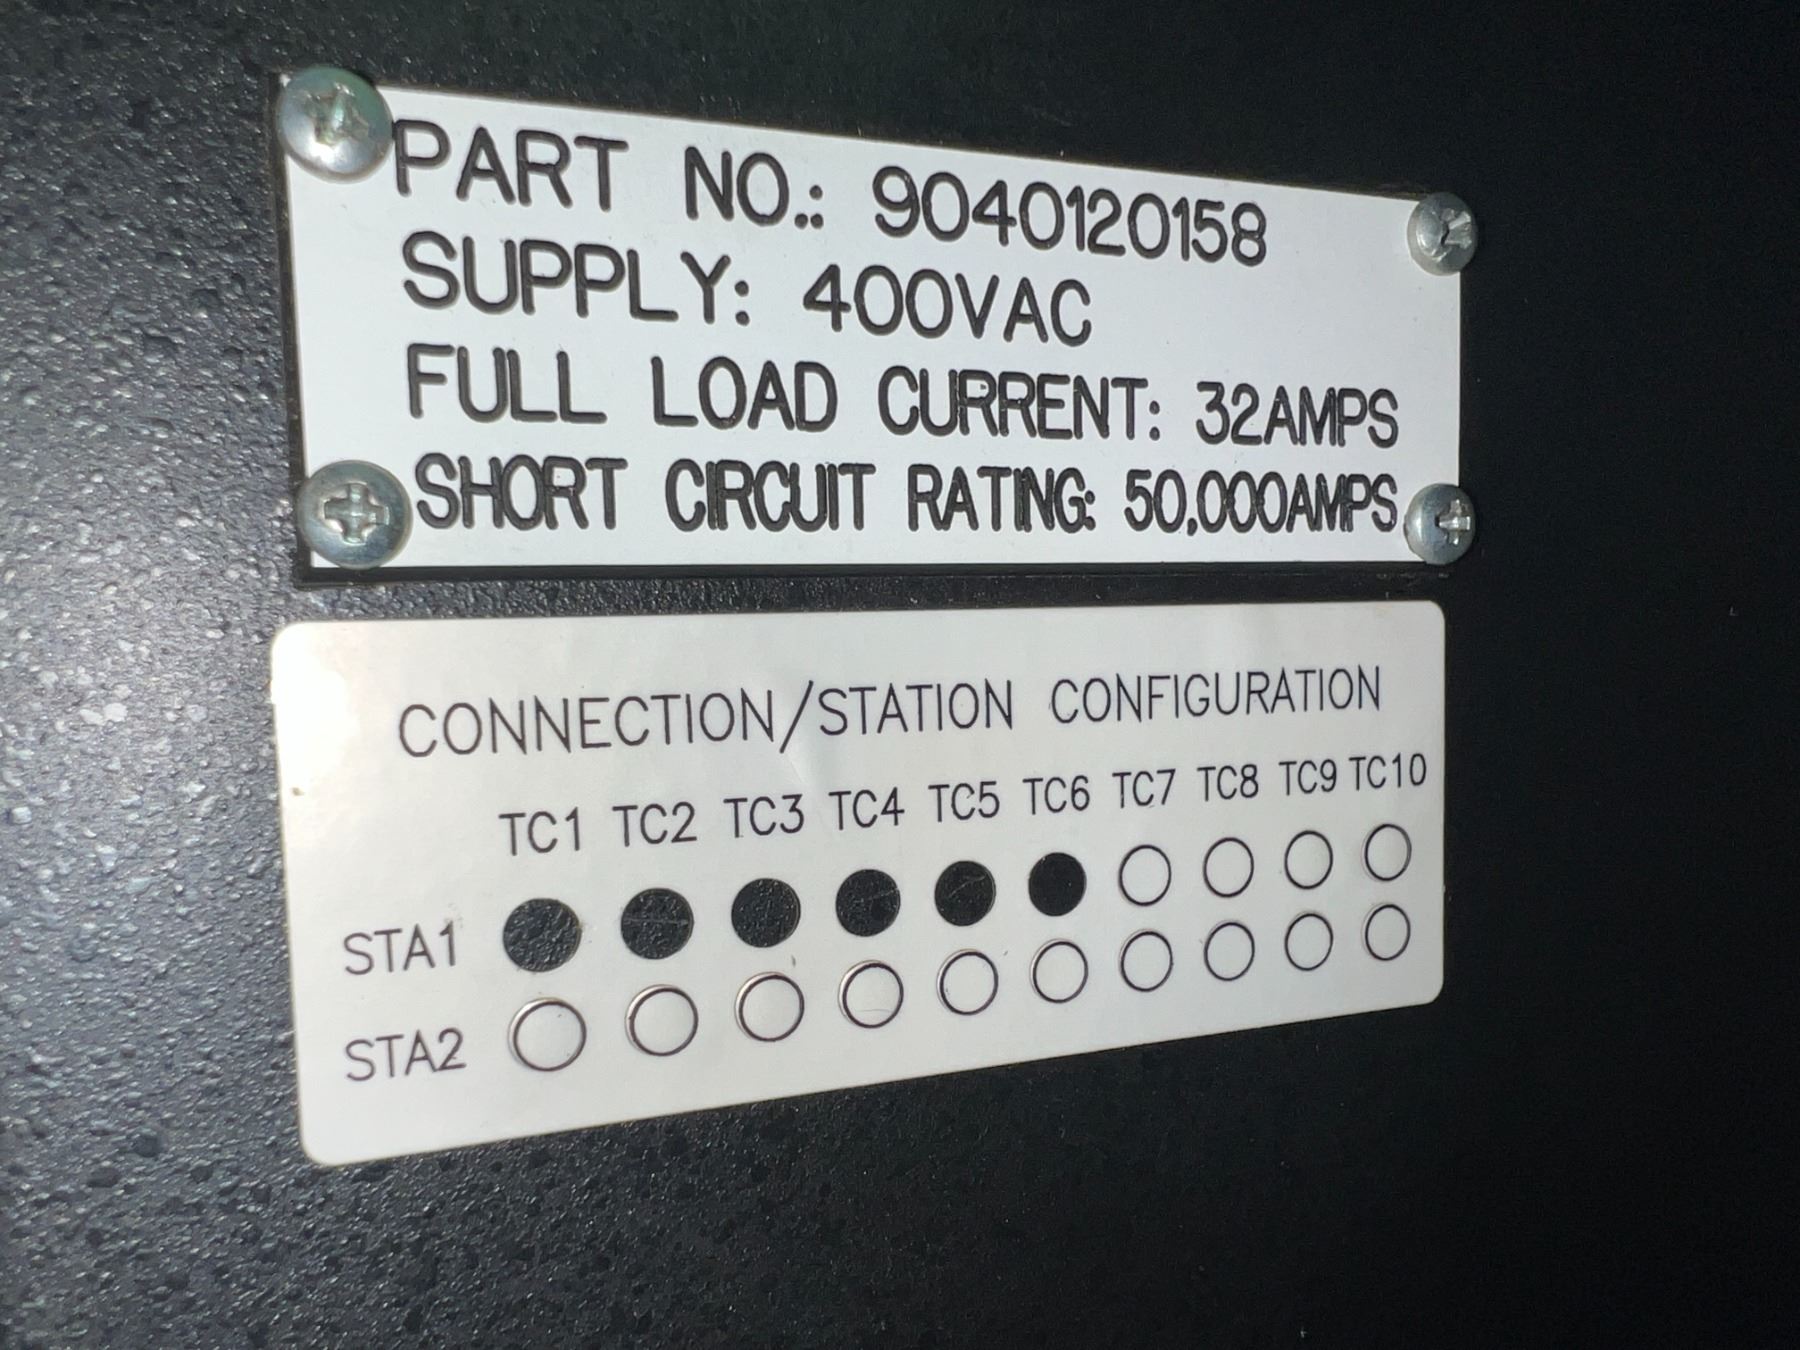 PART NO.: 9040120158
SUPPLY: 400VAC
FULL LOAD CURRENT: 32AMPS
SHORT CIRCUIT RATING: 50,000AMPS
CONNECTION/STATION CONFIGURATION
TC1 TC2 TC3 TC4 TC5 TC6 TC7 TC8 TC9 TC10
STA1
STA2